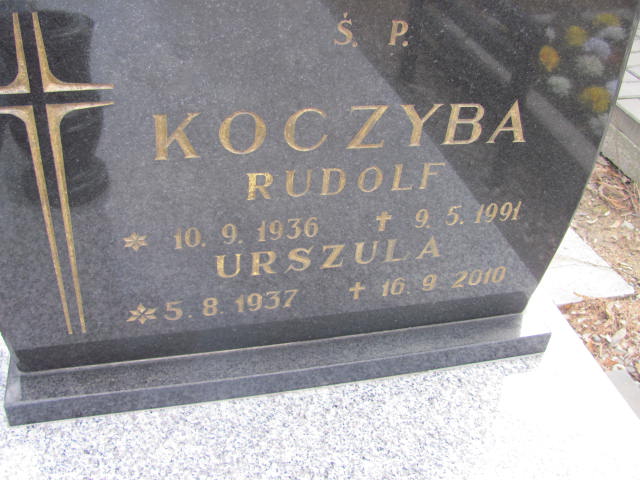 Ś. P.
KOCZYBA
RUDOLF
10. 9. 1936 9. 5. 1991
URSZULA
5. 8. 1937 16. 9 2010